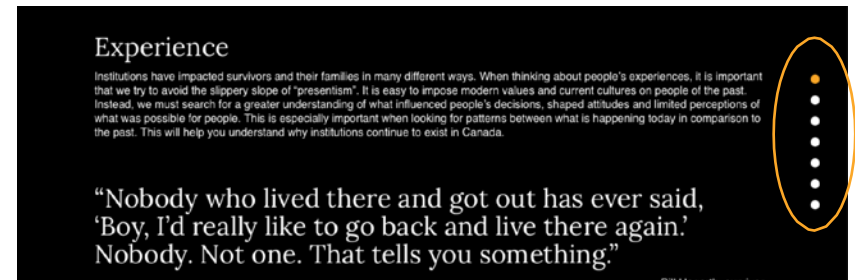 Experience
Institutions have impacted survivors and their families in many different ways. When thinking about people's experiences, it is important
that we try to avoid the slippery slope of "presentism". It is easy to impose modern values and current cultures on people of the past.
Instead, we must search for a greater understanding of what influenced people's decisions, shaped attitudes and limited perceptions of
what was possible for people. This is especially important when looking for patterns between what is happening today in comparison to
the past. This will help you understand why institutions continue to exist in Canada.
“Nobody who lived there and got out has ever said,
‘Boy, I’d really like to go back and live there again.’
Nobody. Not one. That tells you something.”